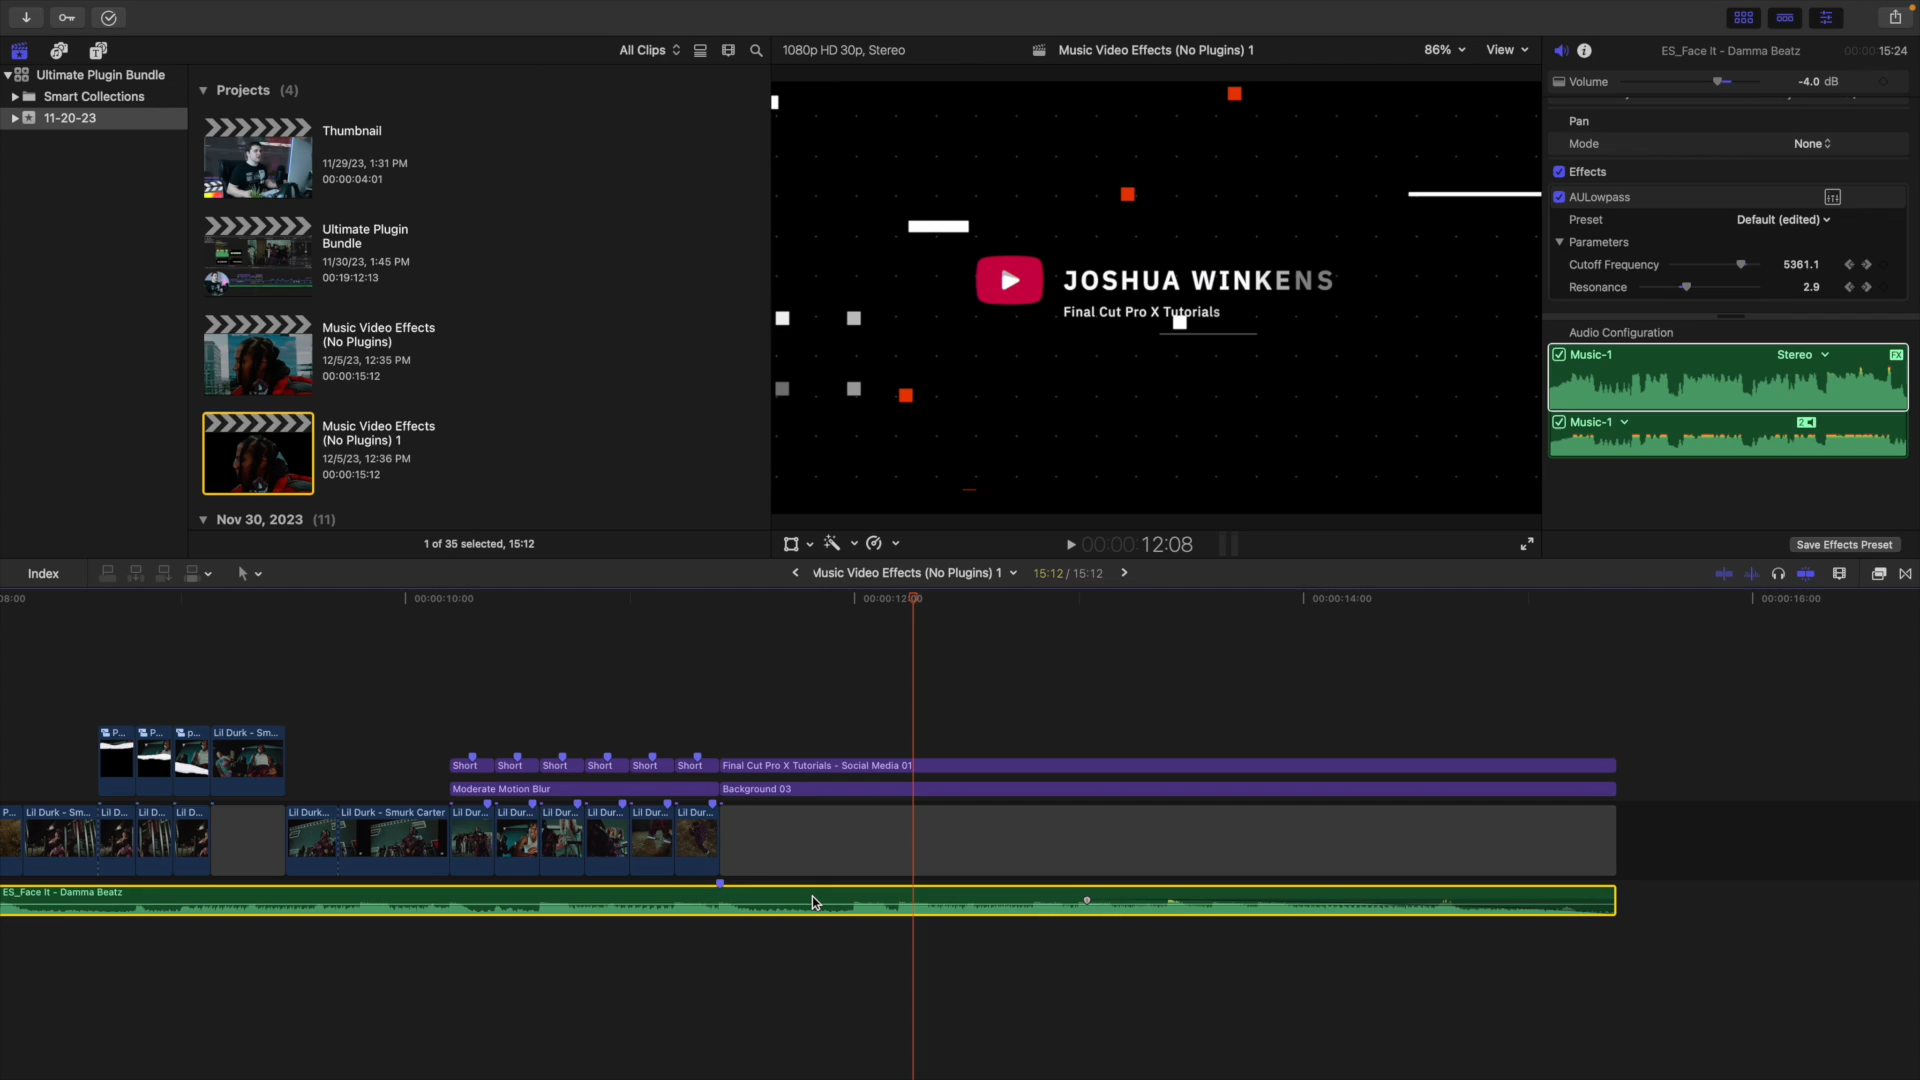 All Clips
1080p HD 30p, Stereo
Music Video Effects (No Plugins) 1
86%
View
ES_Face It - Damma Beatz
00:00:15:24
Ultimate Plugin Bundle
Smart Collections
11-20-23
Projects (4)
Thumbnail
11/29/23, 1:31 PM
00:00:04:01
Ultimate Plugin
Bundle
11/30/23, 1:45 PM
00:19:12:13
Music Video Effects
(No Plugins)
12/5/23, 12:35 PM
00:00:15:12
Music Video Effects
(No Plugins) 1
12/5/23, 12:36 PM
00:00:15:12
Nov 30, 2023 (11)
1 of 35 selected, 15:12
JOSHUA WINKENS
Final Cut Pro X Tutorials
00:00:12:08
Volume
-4.0 dB
Pan
Mode
None
Effects
AULowpass
Preset
Default (edited)
Parameters
Cutoff Frequency
5361.1
Resonance
2.9
Audio Configuration
Music-1
Stereo
FX
Music-1
2
Save Effects Preset
Index
Music Video Effects (No Plugins) 1
15:12 / 15:12
08:00
00:00:10:00
00:00:12:00
00:00:14:00
00:00:16:00
P...
P...
p...
Lil Durk - Sm...
Short
Short
Short
Short
Short
Short
Final Cut Pro X Tutorials - Social Media 01
Moderate Motion Blur
Background 03
P...
Lil Durk - Sm...
Lil D...
Lil D...
Lil D...
Lil Durk...
Lil Durk - Smurk Carter
Lil Dur...
Lil Dur...
Lil Dur...
Lil Dur...
Lil Dur...
Lil Dur...
ES_Face It - Damma Beatz